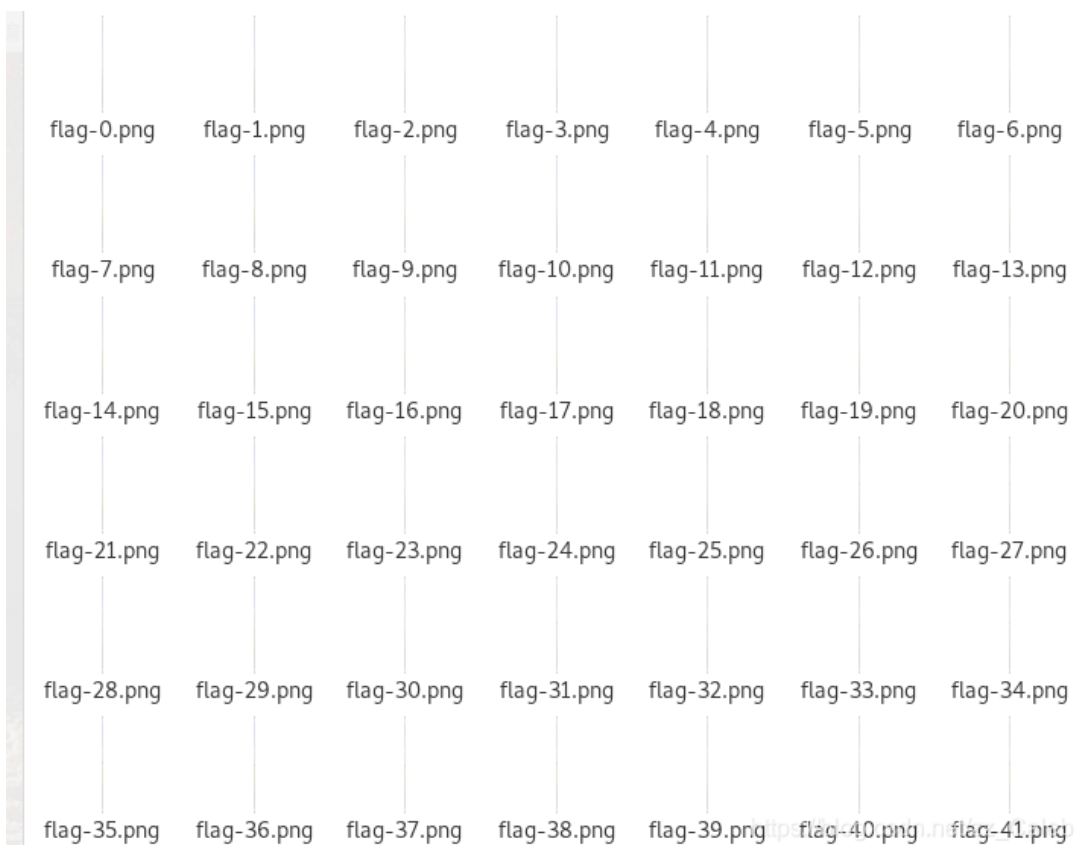 flag-0.png flag-1.png flag-2.png flag-3.png flag-4.png flag-5.png flag-6.png
flag-7.png flag-8.png flag-9.png flag-10.png flag-11.png flag-12.png flag-13.png
flag-14.png flag-15.png flag-16.png flag-17.png flag-18.png flag-19.png flag-20.png
flag-21.png flag-22.png flag-23.png flag-24.png flag-25.png flag-26.png flag-27.png
flag-28.png flag-29.png flag-30.png flag-31.png flag-32.png flag-33.png flag-34.png
flag-35.png flag-36.png flag-37.png flag-38.png flag-39.png flag-40.png flag-41.png